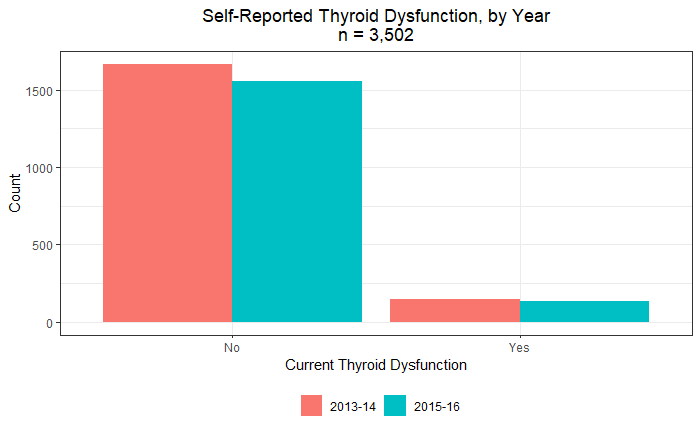 Self-Reported Thyroid Dysfunction, by Year
n = 3,502
Count
1500
1000
500
0
No
Yes
Current Thyroid Dysfunction
2013-14
2015-16